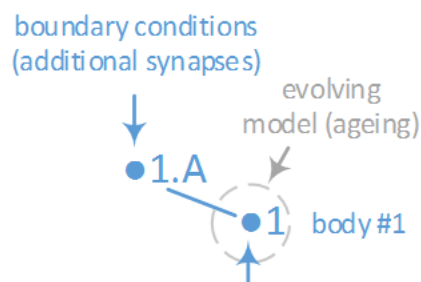 boundary conditions
(additional synapses)
evolving
model (ageing)
1.A
1 body #1